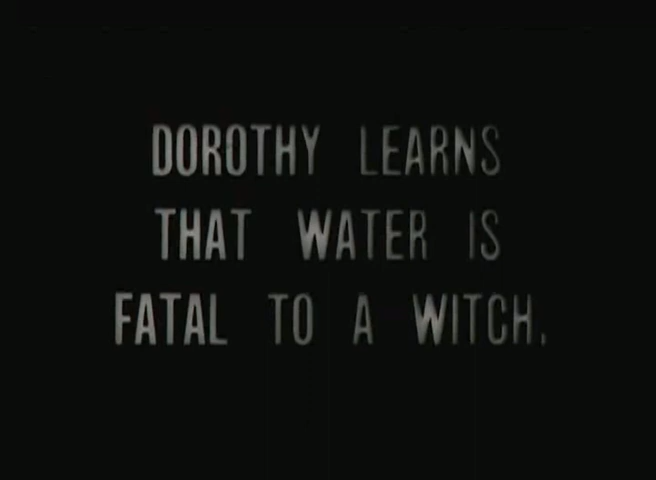 DOROTHY LEARNS
THAT WATER IS
FATAL TO A WITCH.